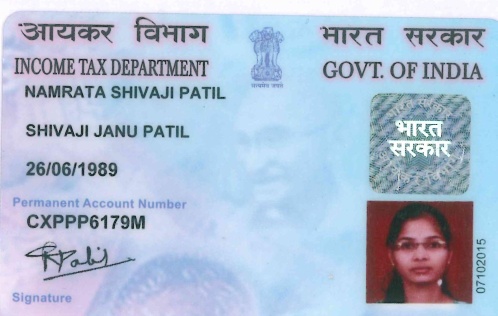 आयकर विभाग
भारत सरकार
INCOME TAX DEPARTMENT
GOVT. OF INDIA
सत्यमेव जयते
NAMRATA SHIVAJI PATIL
SHIVAJI JANU PATIL
26/06/1989
Permanent Account Number
CXPPP6179M
Signature
भारत
सरकार
07102015